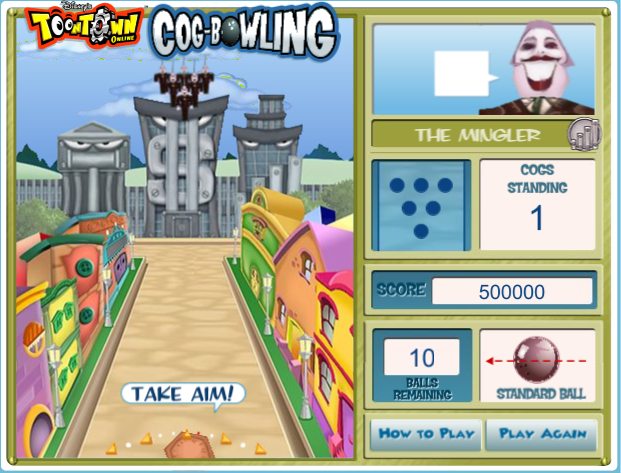 Disney's
TOONTOWN
ONLINE
COG-BOWLING
THE MINGLER
COGS
STANDING
1
SCORE 500000
10
BALLS
REMAINING
STANDARD BALL
TAKE AIM!
HOW TO PLAY
PLAY AGAIN